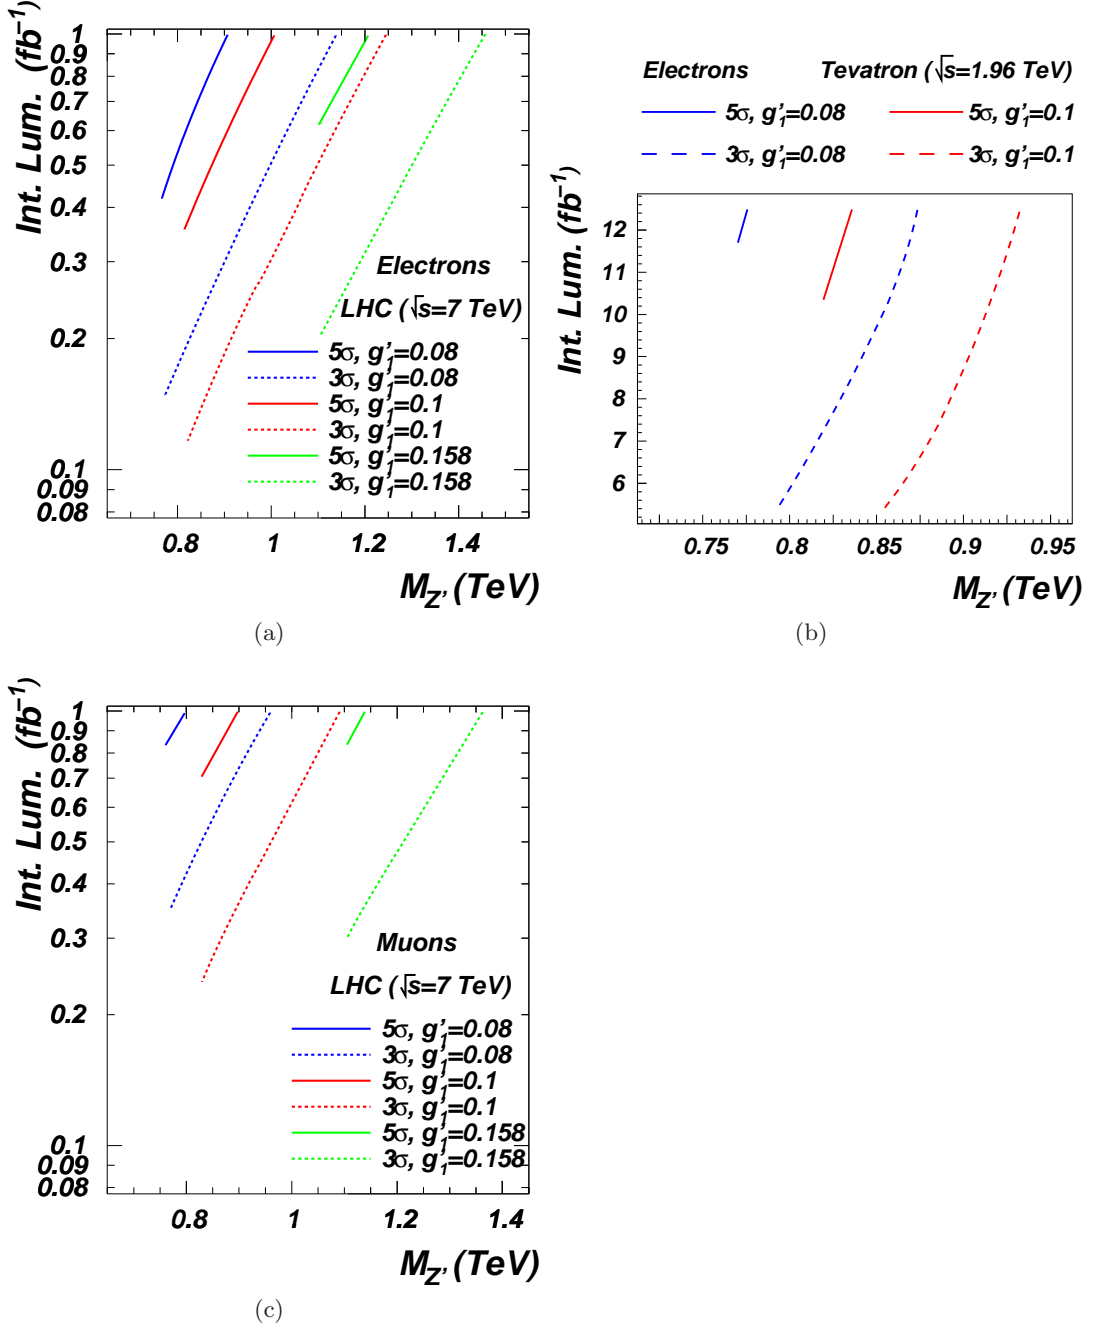 Int. Lum. (fb⁻¹)
1
0.9
0.8
0.7
0.6
0.5
0.4
0.3
0.2
0.1
0.09
0.08
Electrons
LHC (√s=7 TeV)
5σ, g'₁=0.08
3σ, g'₁=0.08
5σ, g'₁=0.1
3σ, g'₁=0.1
5σ, g'₁=0.158
3σ, g'₁=0.158
0.8 1 1.2 1.4
M_Z' (TeV)
(a)
Electrons Tevatron (√s=1.96 TeV)
5σ, g'₁=0.08 5σ, g'₁=0.1
3σ, g'₁=0.08 3σ, g'₁=0.1
Int. Lum. (fb⁻¹)
12
11
10
9
8
7
6
0.75 0.8 0.85 0.9 0.95
M_Z' (TeV)
(b)
Int. Lum. (fb⁻¹)
1
0.9
0.8
0.7
0.6
0.5
0.4
0.3
0.2
0.1
0.09
0.08
Muons
LHC (√s=7 TeV)
5σ, g'₁=0.08
3σ, g'₁=0.08
5σ, g'₁=0.1
3σ, g'₁=0.1
5σ, g'₁=0.158
3σ, g'₁=0.158
0.8 1 1.2 1.4
M_Z' (TeV)
(c)